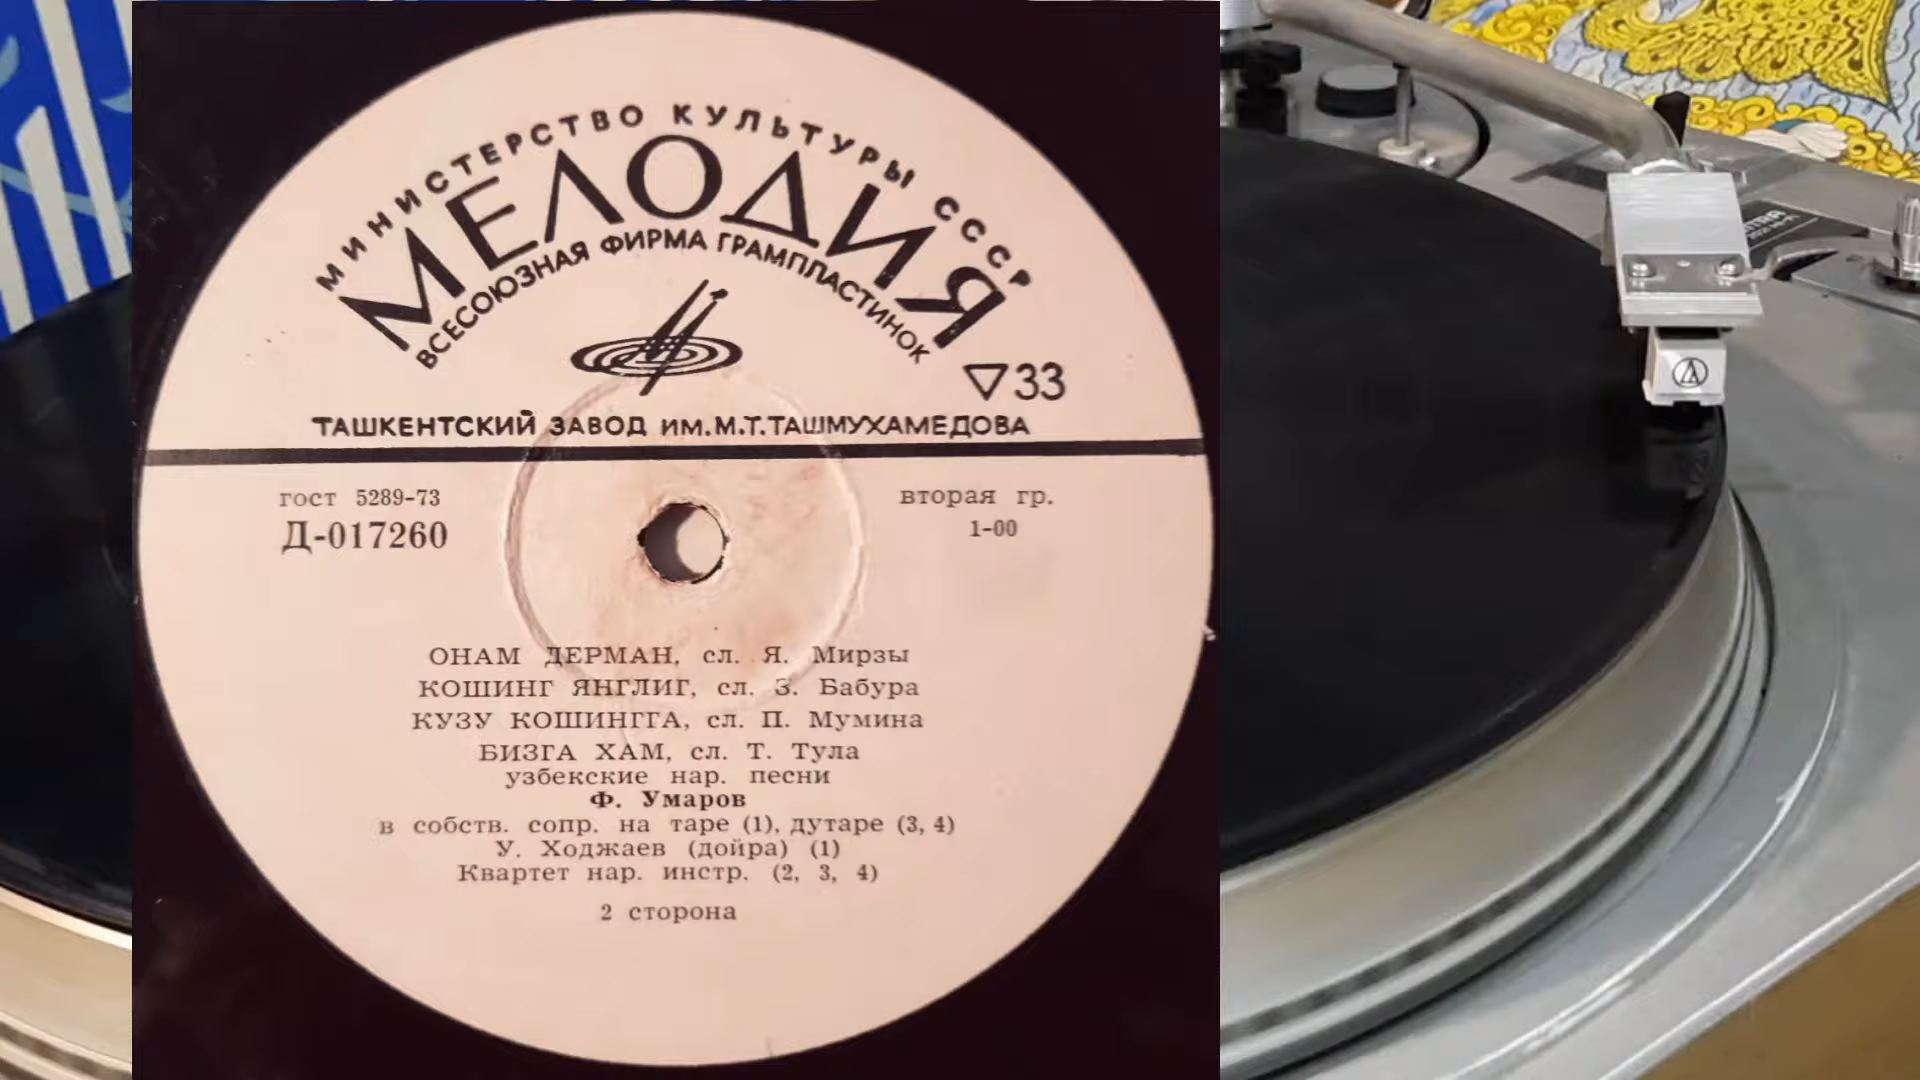 МИНИСТЕРСТВО КУЛЬТУРЫ СССР
МЕЛОДИЯ
ВСЕСОЮЗНАЯ ФИРМА ГРАМПЛАСТИНОК
▽33
ТАШКЕНТСКИЙ ЗАВОД ИМ.М.Т.ТАШМУХАМЕДОВА
гост 5289-73
Д-017260
вторая гр.
1-00
ОНАМ ДЕРМАН, сл. Я. Мирзы
КОШИНГ ЯНГЛИГ, сл. З. Бабура
КУЗУ КОШИНГГА, сл. П. Мумина
БИЗГА ХАМ, сл. Т. Тула
узбекские нар. песни
Ф. Умаров
в собств. сопр. на таре (1), дутаре (3, 4)
У. Ходжаев (дойра) (1)
Квартет нар. инстр. (2, 3, 4)
2 сторона